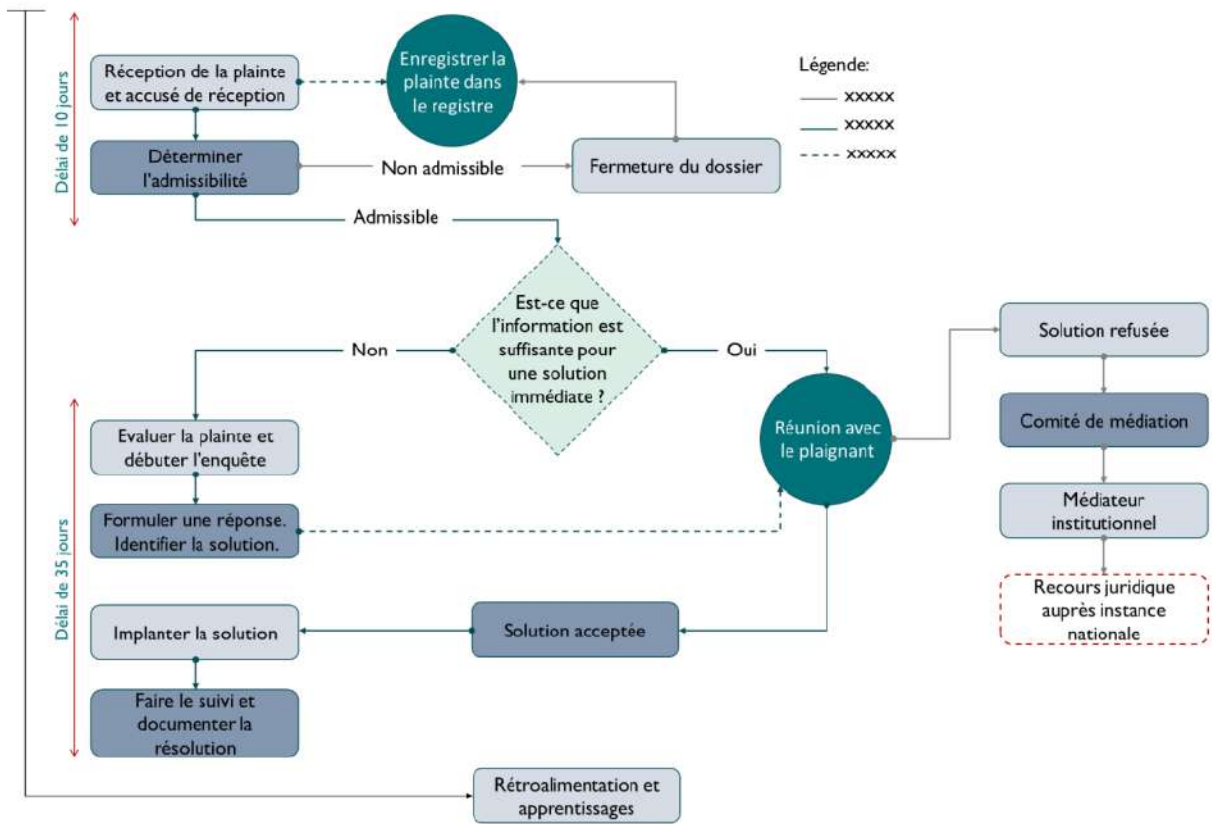 Délai de 10 jours
Réception de la plainte
et accusé de réception
Enregistrer la
plainte dans
le registre
Légende:
xxxxx
xxxxx
xxxxx
Déterminer
l'admissibilité
Non admissible
Fermeture du dossier
Admissible
Est-ce que
l'information est
suffisante pour
une solution
immédiate ?
Non
Oui
Délai de 35 jours
Evaluer la plainte et
débuter l'enquête
Formuler une réponse.
Identifier la solution.
Réunion avec
le plaignant
Solution refusée
Comité de médiation
Médiateur
institutionnel
Recours juridique
auprès instance
nationale
Implanter la solution
Solution acceptée
Faire le suivi et
documenter la
résolution
Rétroalimentation et
apprentissages